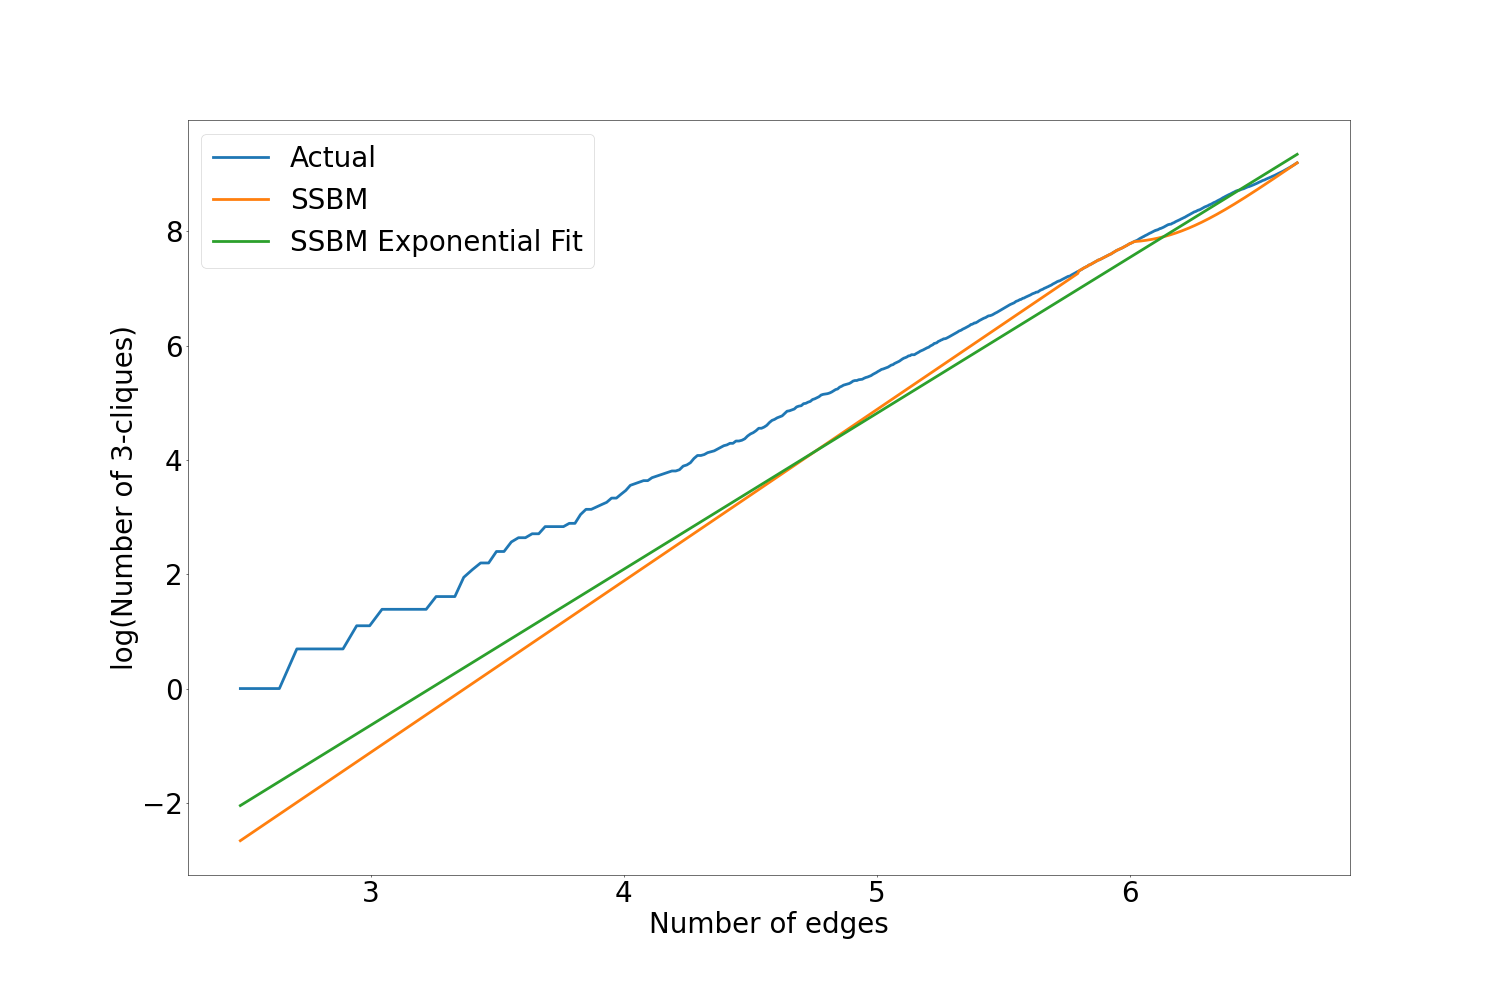 Actual
SSBM
SSBM Exponential Fit
log(Number of 3-cliques)
8
6
4
2
0
−2
3 4 5 6
Number of edges